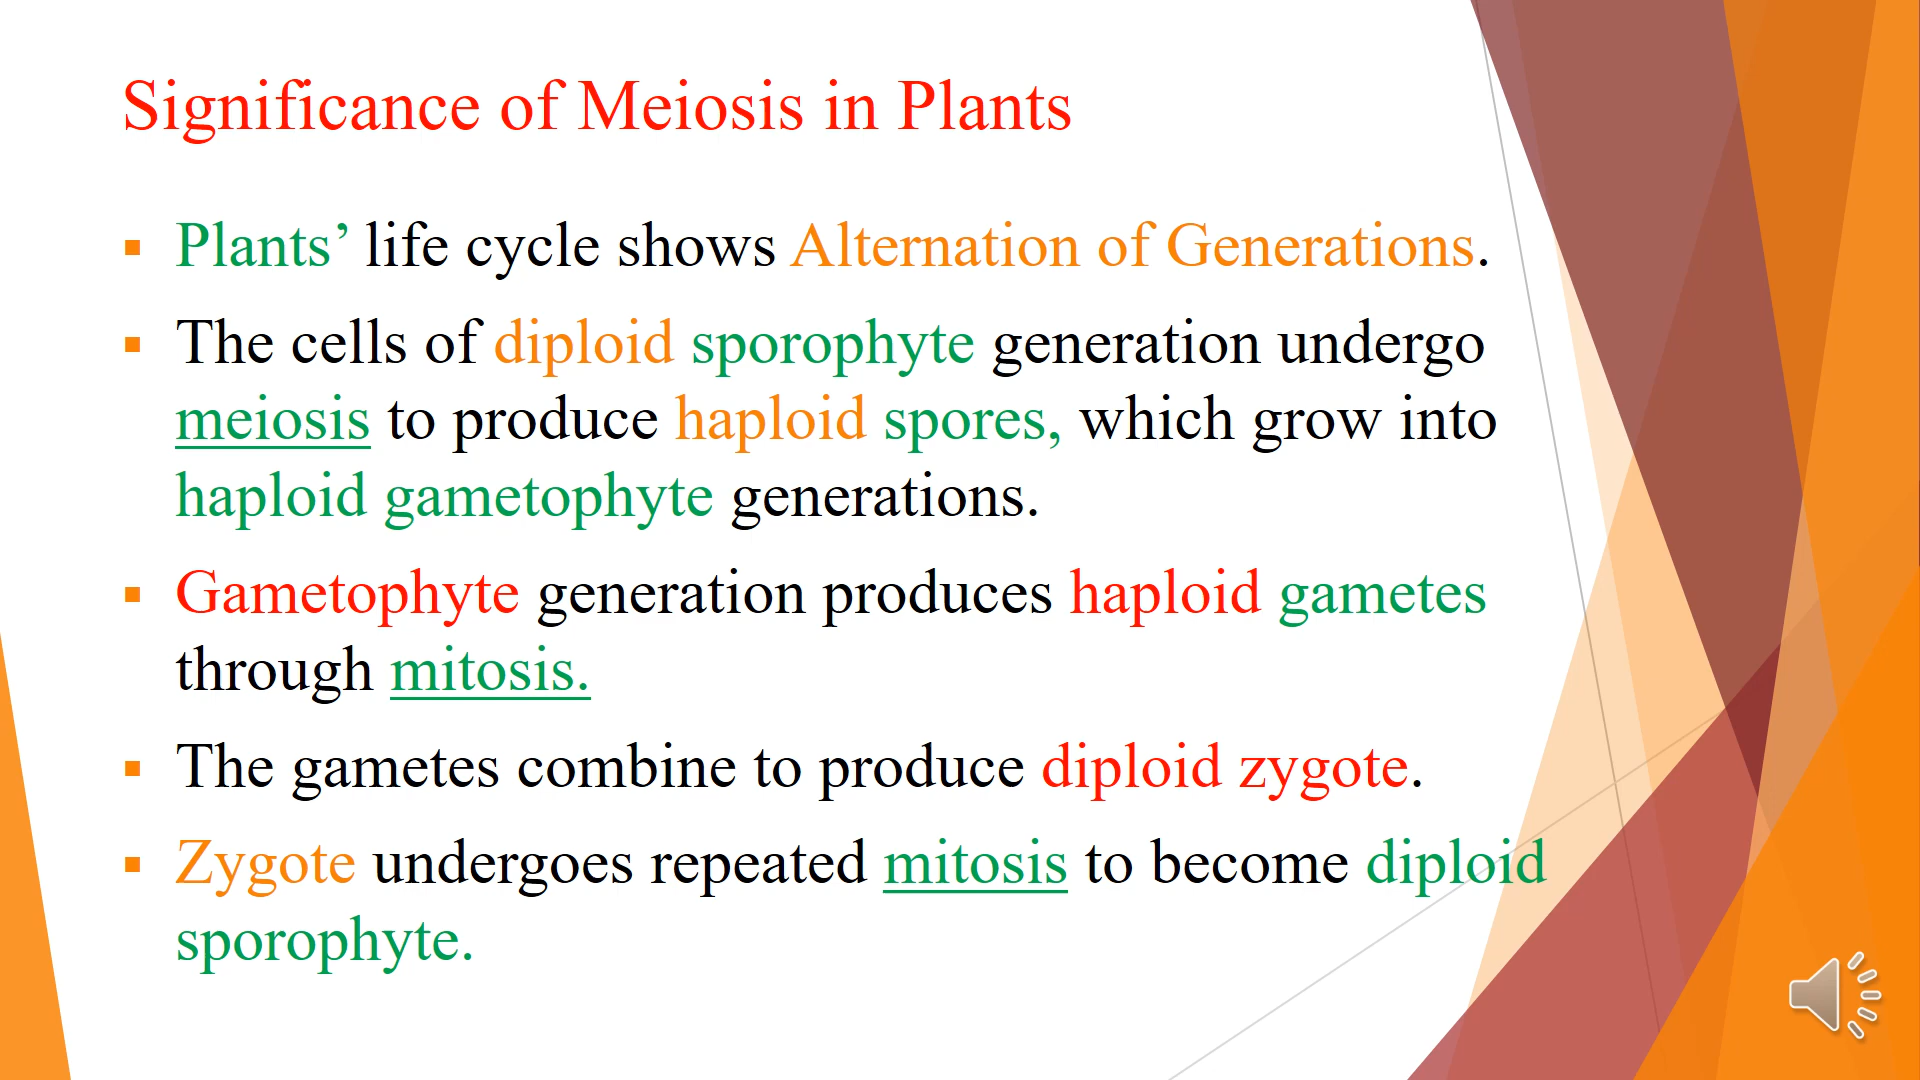 Significance of Meiosis in Plants
▪ Plants’ life cycle shows Alternation of Generations.
▪ The cells of diploid sporophyte generation undergo
meiosis to produce haploid spores, which grow into
haploid gametophyte generations.
▪ Gametophyte generation produces haploid gametes
through mitosis.
▪ The gametes combine to produce diploid zygote.
▪ Zygote undergoes repeated mitosis to become diploid
sporophyte.